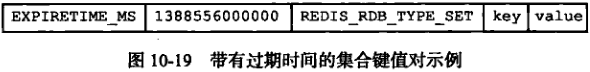 EXPIRETIME_MS 1388556000000 REDIS_RDB_TYPE_SET key value
图 10-19 带有过期时间的集合键值对示例